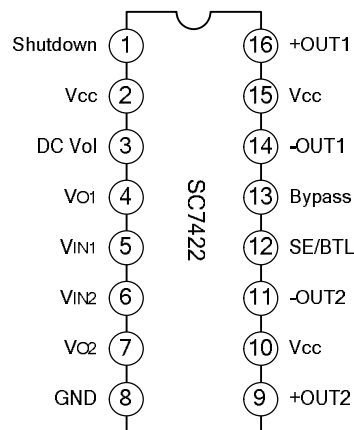 Shutdown 1 16 +OUT1
Vcc 2 15 Vcc
DC Vol 3 14 -OUT1
VO1 4 13 Bypass
VIN1 5 12 SE/BTL
VIN2 6 11 -OUT2
VO2 7 10 Vcc
GND 8 9 +OUT2
SC7422